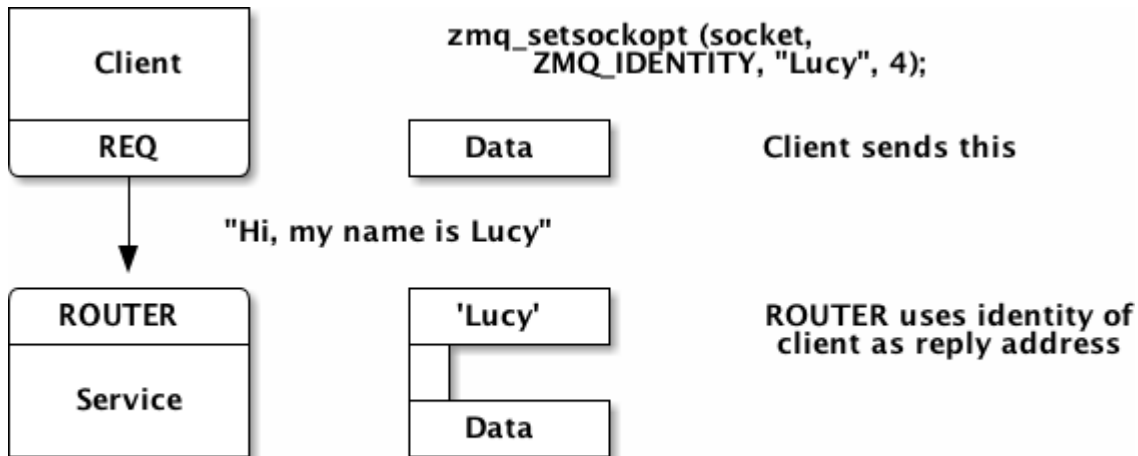 Client
zmq_setsockopt (socket,
ZMQ_IDENTITY, "Lucy", 4);
REQ
Data
Client sends this
"Hi, my name is Lucy"
ROUTER
'Lucy'
ROUTER uses identity of
client as reply address
Service
Data